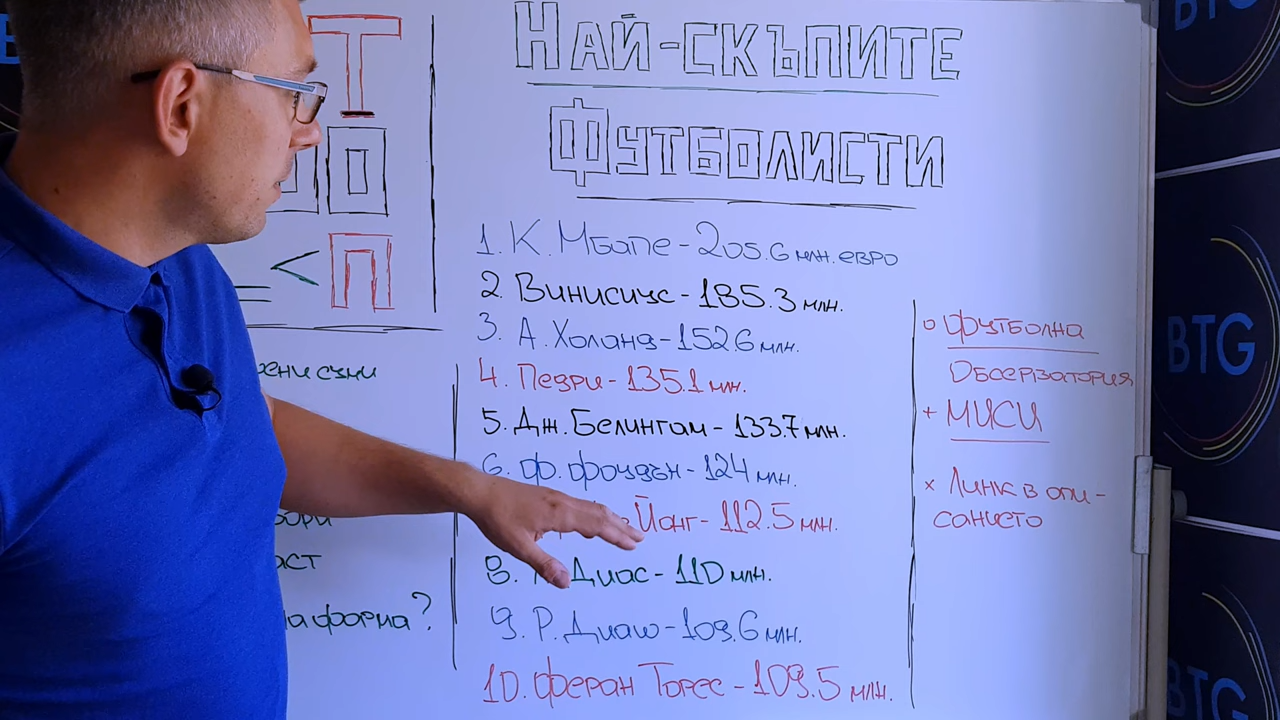 Т
< П
НАЙ-СКЪПИТЕ
ФУТБОЛИСТИ
1. К. Мбапе - 205.6 млн. евро
2. Винисиус - 185.3 млн.
3. А. Холанд - 152.6 млн.
4. Педри - 135.1 млн.
5. Дж. Белингам - 133.7 млн.
6. Ф. Фоудън - 124 млн.
Йонг - 112.5 млн.
8. Диас - 110 млн.
9. Р. Диаш - 109.6 млн.
10. Феран Торес - 109.5 млн.
о футболна
Обсерватория
+ МИСИ
x Линк в опи-
санието
суми
ори
аст
форма?
BTG
BTG
BTG